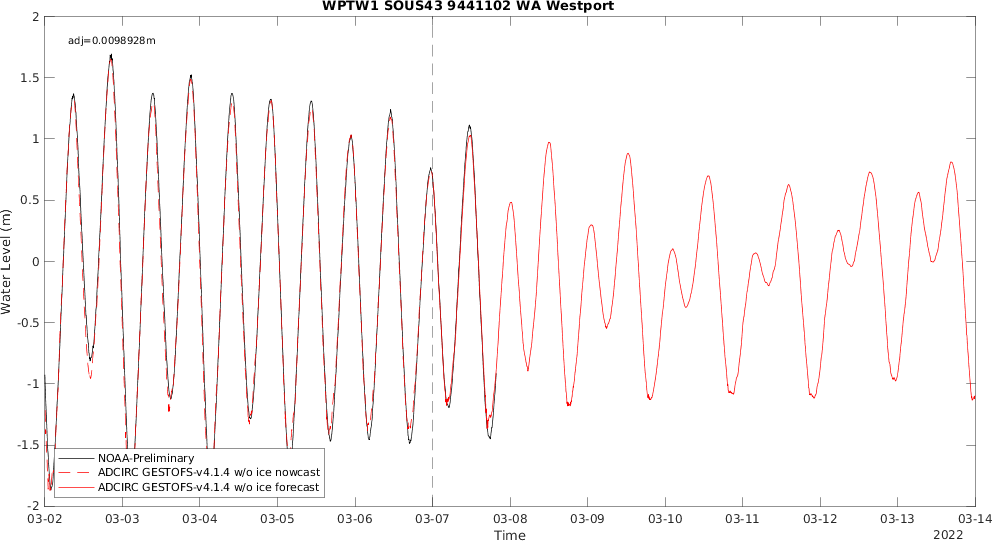 WPTW1 SOUS43 9441102 WA Westport
adj=0.0098928m
2
1.5
1
0.5
0
-0.5
-1
-1.5
-2
Water Level (m)
NOAA-Preliminary
ADCIRC GESTOFS-v4.1.4 w/o ice nowcast
ADCIRC GESTOFS-v4.1.4 w/o ice forecast
03-02 03-03 03-04 03-05 03-06 03-07 03-08 03-09 03-10 03-11 03-12 03-13 03-14
Time
2022